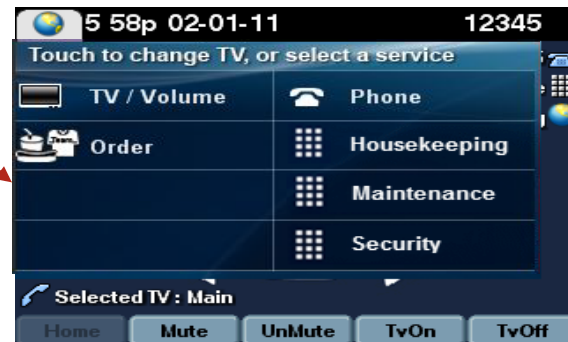 5 58p 02-01-11 12345
Touch to change TV, or select a service
TV / Volume Phone
Order Housekeeping
Maintenance
Security
Selected TV : Main
Home Mute UnMute TvOn TvOff